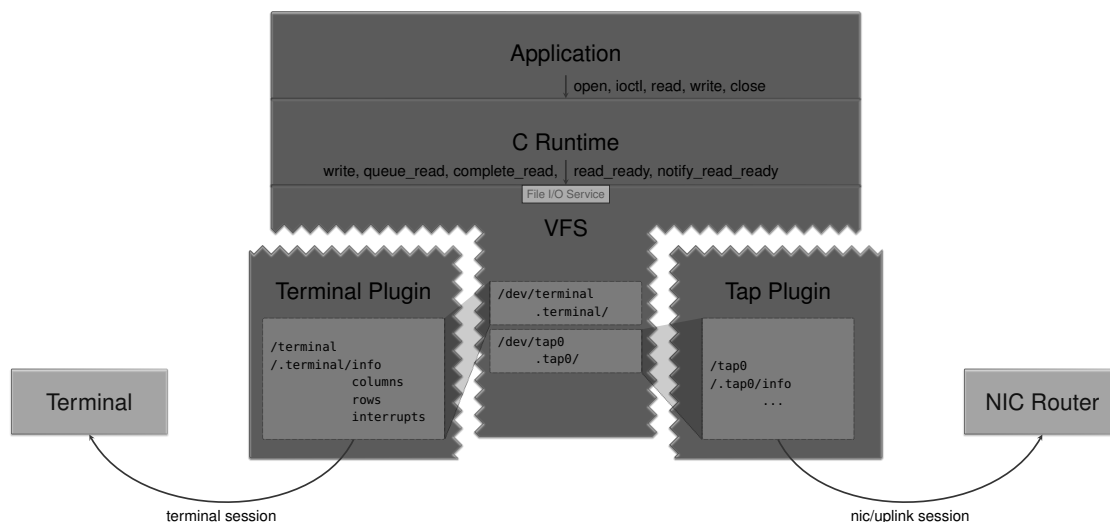 Application
open, ioctl, read, write, close
C Runtime
write, queue_read, complete_read, read_ready, notify_read_ready
File I/O Service
VFS
Terminal Plugin
/terminal
/.terminal/info
columns
rows
interrupts
/dev/terminal
.terminal/
/dev/tap0
.tap0/
Tap Plugin
/tap0
/.tap0/info
...
Terminal
NIC Router
terminal session
nic/uplink session